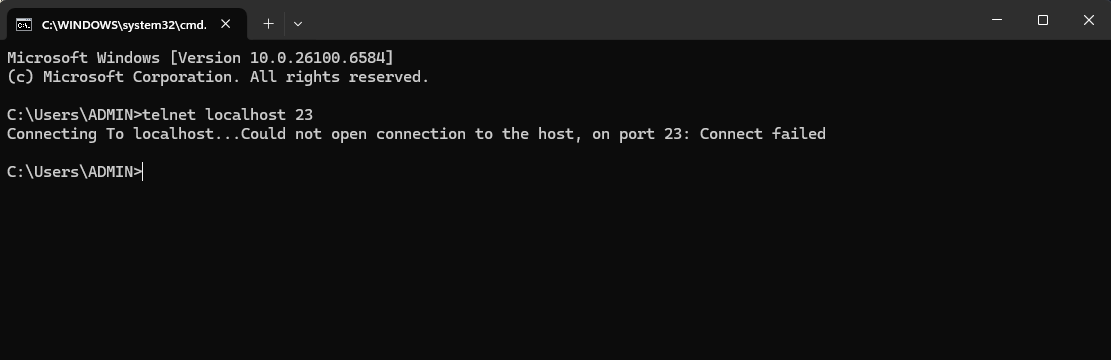 C:\WINDOWS\system32\cmd.
Microsoft Windows [Version 10.0.26100.6584]
(c) Microsoft Corporation. All rights reserved.
C:\Users\ADMIN>telnet localhost 23
Connecting To localhost...Could not open connection to the host, on port 23: Connect failed
C:\Users\ADMIN>